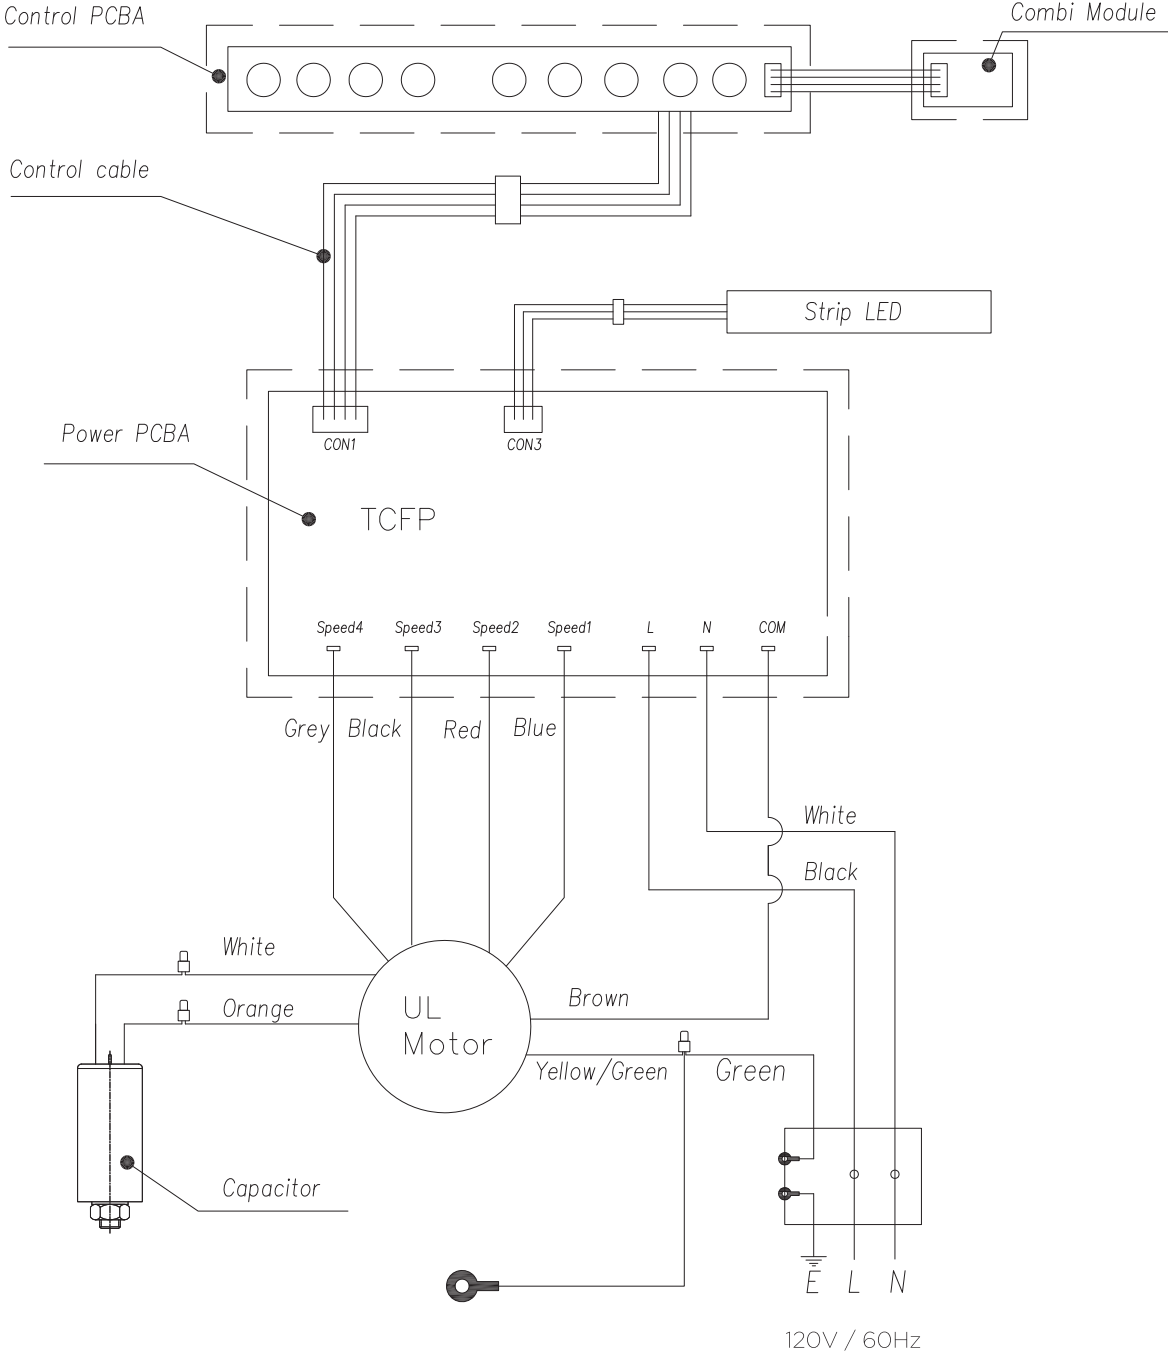 Control PCBA
Combi Module
Control cable
Strip LED
Power PCBA
CON1
CON3
TCFP
Speed4 Speed3 Speed2 Speed1 L N COM
Grey Black Red Blue
White
Black
White
Orange
UL
Motor
Brown
Yellow/Green
Green
Capacitor
E L N
120V / 60Hz